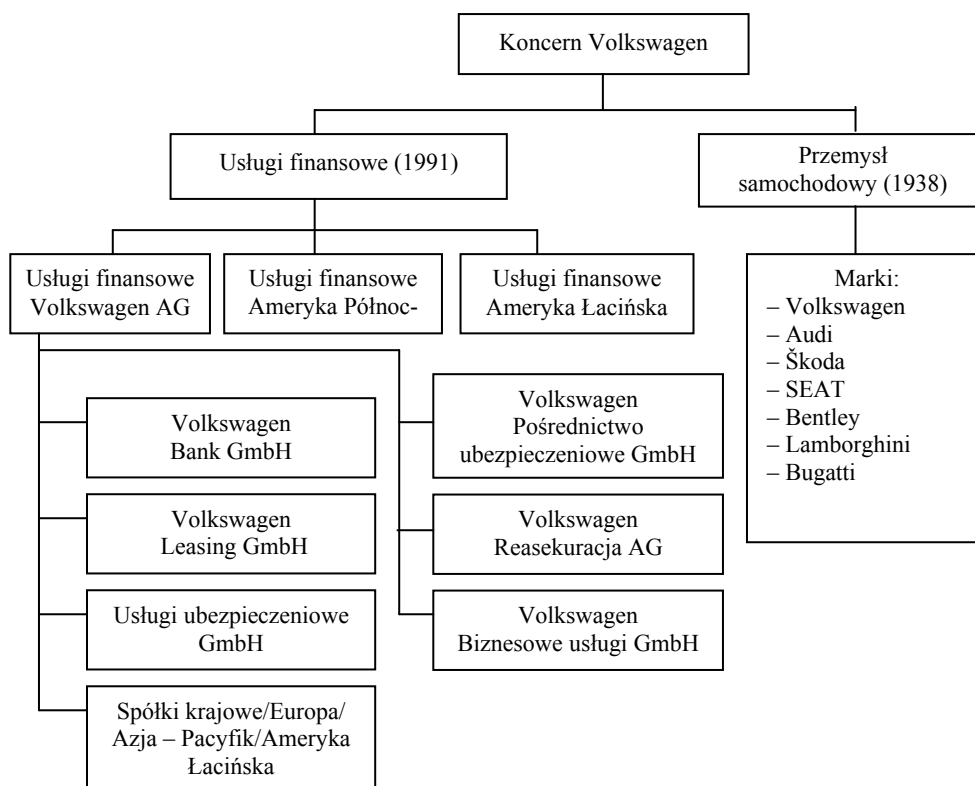 Koncern Volkswagen
Usługi finansowe (1991)
Przemysł
samochodowy (1938)
Usługi finansowe
Volkswagen AG
Usługi finansowe
Ameryka Północ-
Usługi finansowe
Ameryka Łacińska
Marki:
– Volkswagen
– Audi
– Škoda
– SEAT
– Bentley
– Lamborghini
– Bugatti
Volkswagen
Bank GmbH
Volkswagen
Leasing GmbH
Usługi ubezpieczeniowe
GmbH
Spółki krajowe/Europa/
Azja – Pacyfik/Ameryka
Łacińska
Volkswagen
Pośrednictwo
ubezpieczeniowe GmbH
Volkswagen
Reasekuracja AG
Volkswagen
Biznesowe usługi GmbH